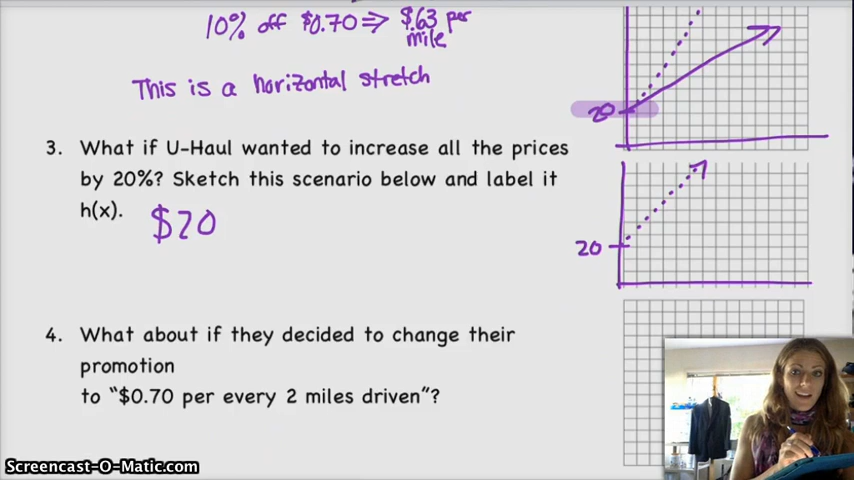 10% off $0.70 ⇒ $.63 per
mile
This is a horizontal stretch
20
3. What if U-Haul wanted to increase all the prices
by 20%? Sketch this scenario below and label it
h(x). $20
20
4. What about if they decided to change their
promotion
to "$0.70 per every 2 miles driven"?
Screencast-O-Matic.com